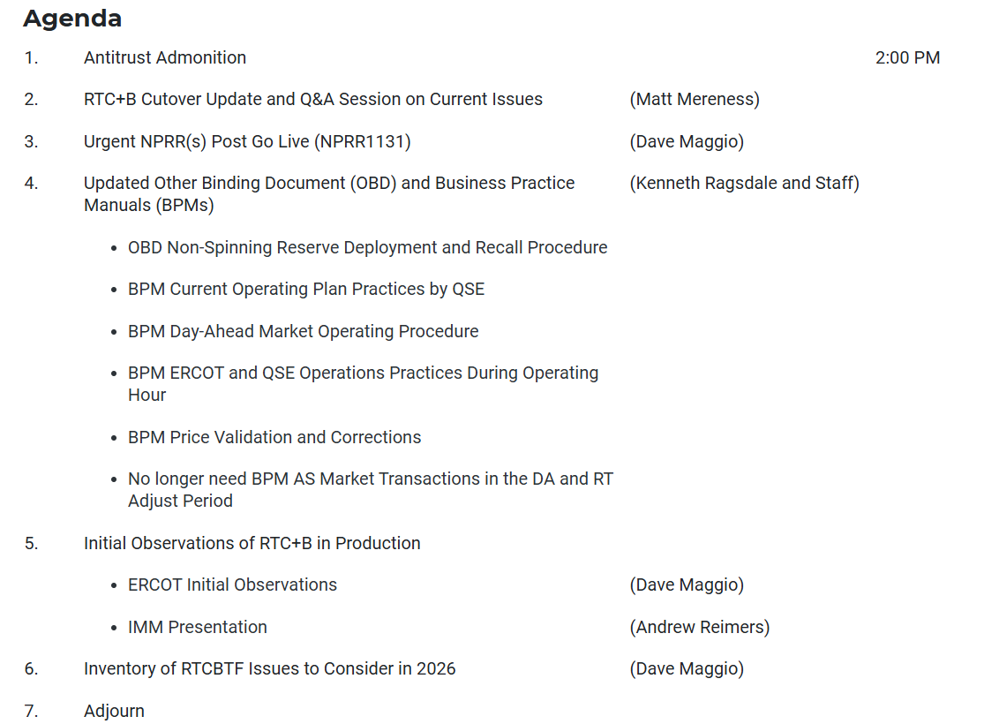 Agenda
1. Antitrust Admonition 2:00 PM
2. RTC+B Cutover Update and Q&A Session on Current Issues (Matt Mereness)
3. Urgent NPRR(s) Post Go Live (NPRR1131) (Dave Maggio)
4. Updated Other Binding Document (OBD) and Business Practice (Kenneth Ragsdale and Staff)
Manuals (BPMs)
• OBD Non-Spinning Reserve Deployment and Recall Procedure
• BPM Current Operating Plan Practices by QSE
• BPM Day-Ahead Market Operating Procedure
• BPM ERCOT and QSE Operations Practices During Operating
Hour
• BPM Price Validation and Corrections
• No longer need BPM AS Market Transactions in the DA and RT
Adjust Period
5. Initial Observations of RTC+B in Production
• ERCOT Initial Observations (Dave Maggio)
• IMM Presentation (Andrew Reimers)
6. Inventory of RTCBTF Issues to Consider in 2026 (Dave Maggio)
7. Adjourn